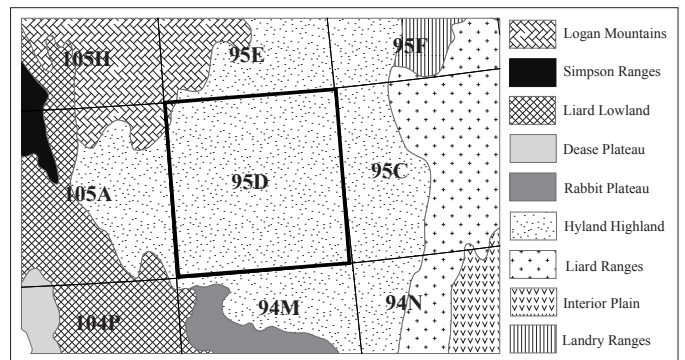 105H
95E
95F
105A
95D
95C
104P
94M
94N
Logan Mountains
Simpson Ranges
Liard Lowland
Dease Plateau
Rabbit Plateau
Hyland Highland
Liard Ranges
Interior Plain
Landry Ranges